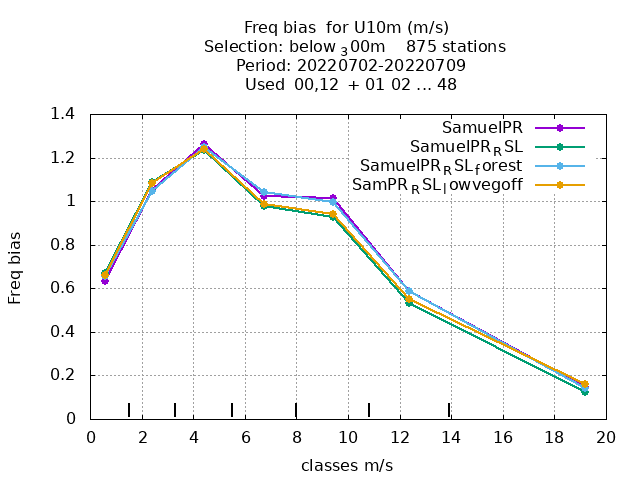 Freq bias  for U10m (m/s)
Selection: below ₃00m    875 stations
Period: 20220702-20220709
Used  00,12  + 01 02 ... 48
SamuelPR
SamuelPR_RSL
SamuelPR_RSL_forest
SamPR_RSL_lowvegoff
Freq bias
1.4
1.2
1
0.8
0.6
0.4
0.2
0
0 2 4 6 8 10 12 14 16 18 20
classes m/s